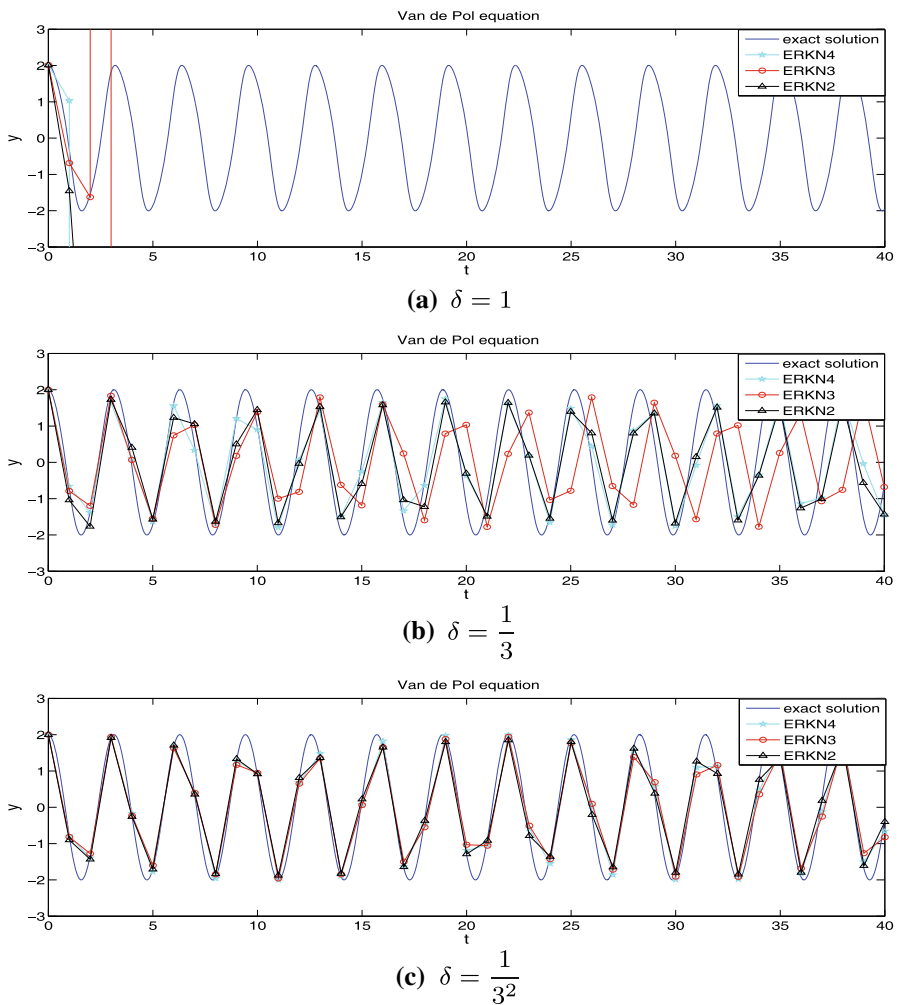 Van de Pol equation
exact solution
ERKN4
ERKN3
ERKN2
y
3
2
1
0
−1
−2
−3
0 5 10 15 20 25 30 35 40
t
(a) δ = 1
Van de Pol equation
exact solution
ERKN4
ERKN3
ERKN2
y
3
2
1
0
−1
−2
−3
0 5 10 15 20 25 30 35 40
t
(b) δ = 1/3
Van de Pol equation
exact solution
ERKN4
ERKN3
ERKN2
y
3
2
1
0
−1
−2
−3
0 5 10 15 20 25 30 35 40
t
(c) δ = 1/3²